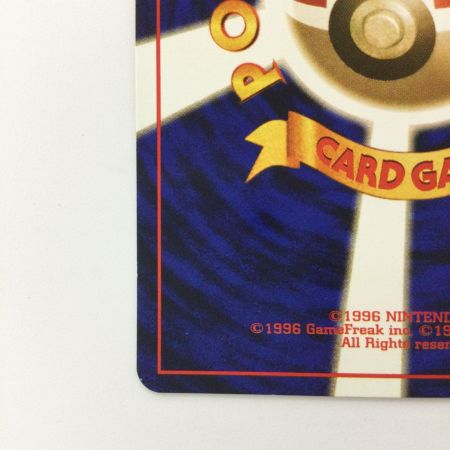 PO
CARD GA
©1996 NINTEND
©1996 GameFreak inc. ©19
All Rights reser